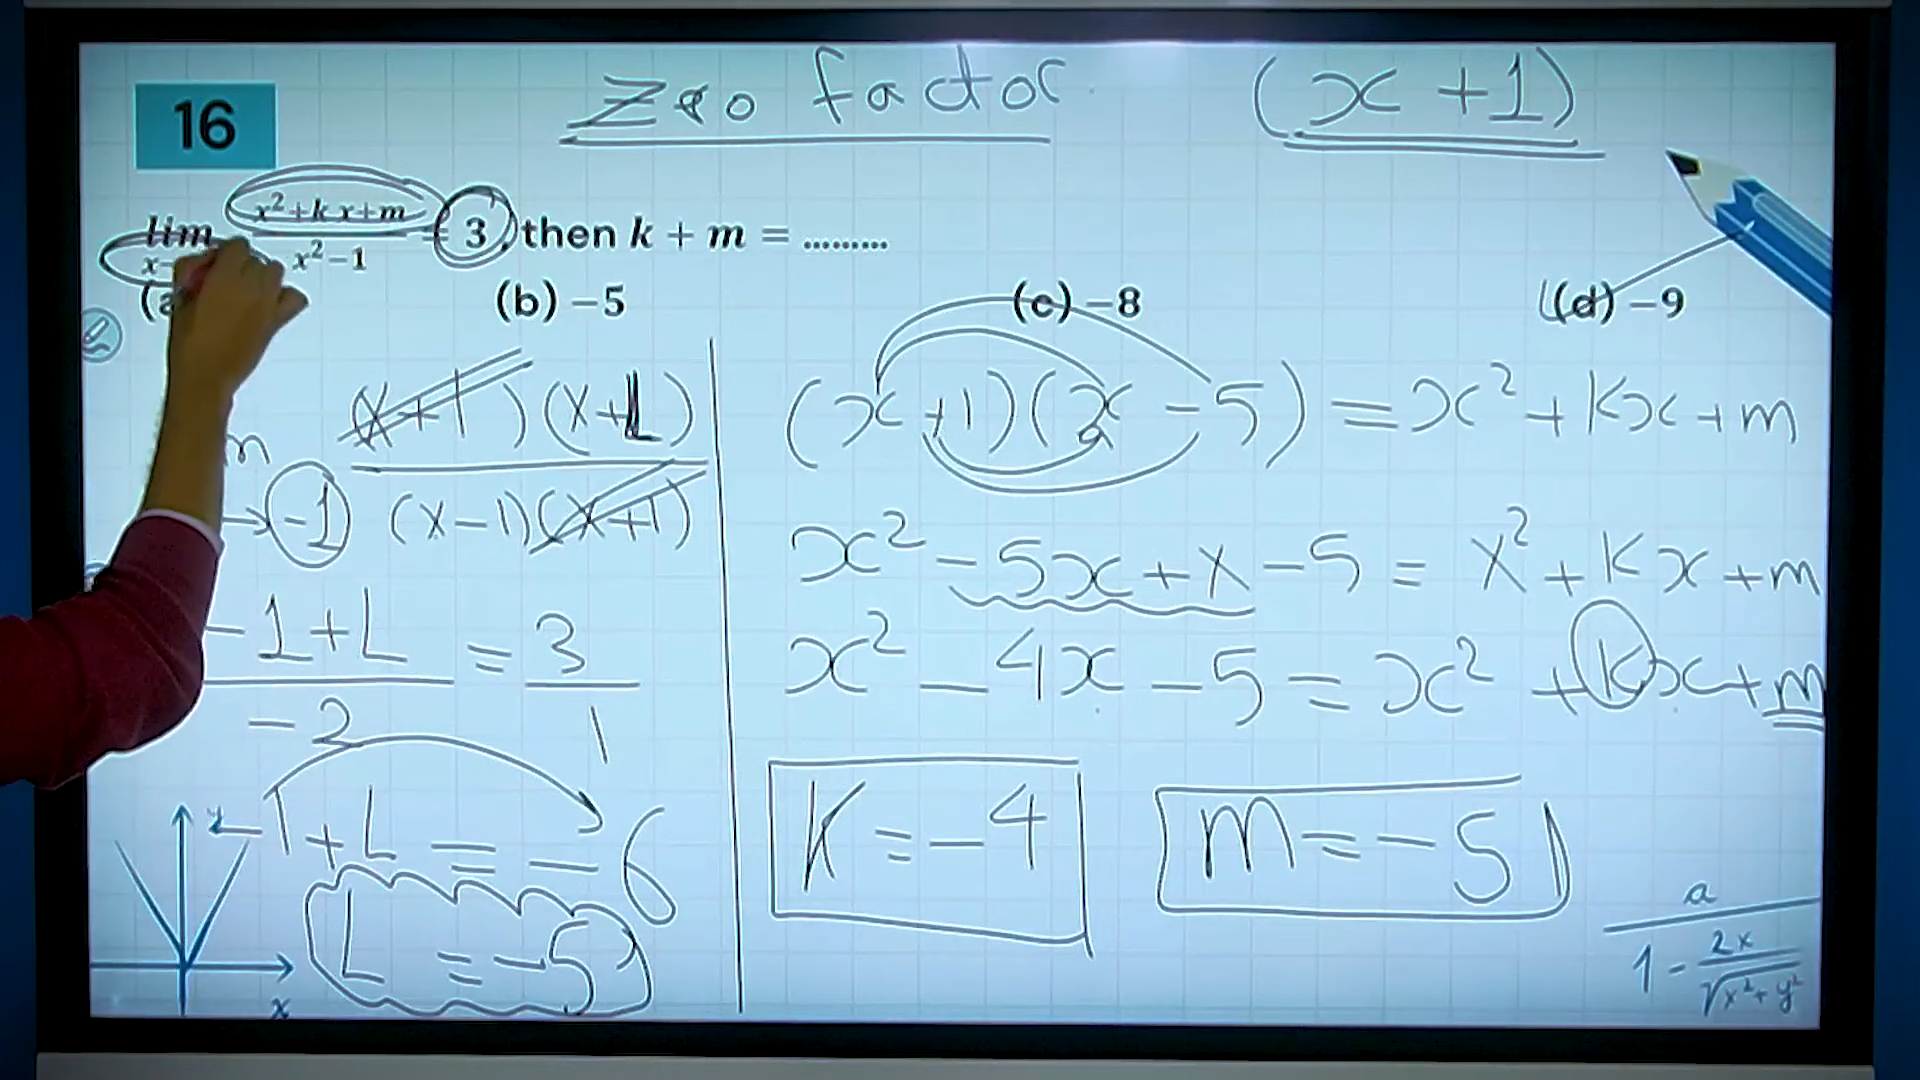 Zero factor (x+1)
16
lim x²+kx+m / x²-1 = 3, then k + m = .........
(b) -5 (c) -8 (d) -9
(x+1)(x+L) / (x-1)(x+1)
→ -1
-1+L / -2 = 3 / 1
-1+L = -6
L = -5
(x+1)(x-5) = x²+kx+m
x²-5x+x-5 = x²+kx+m
x²-4x-5 = x²+kx+m
K = -4 m = -5
x
a / 1 - 2x / √x²+y²